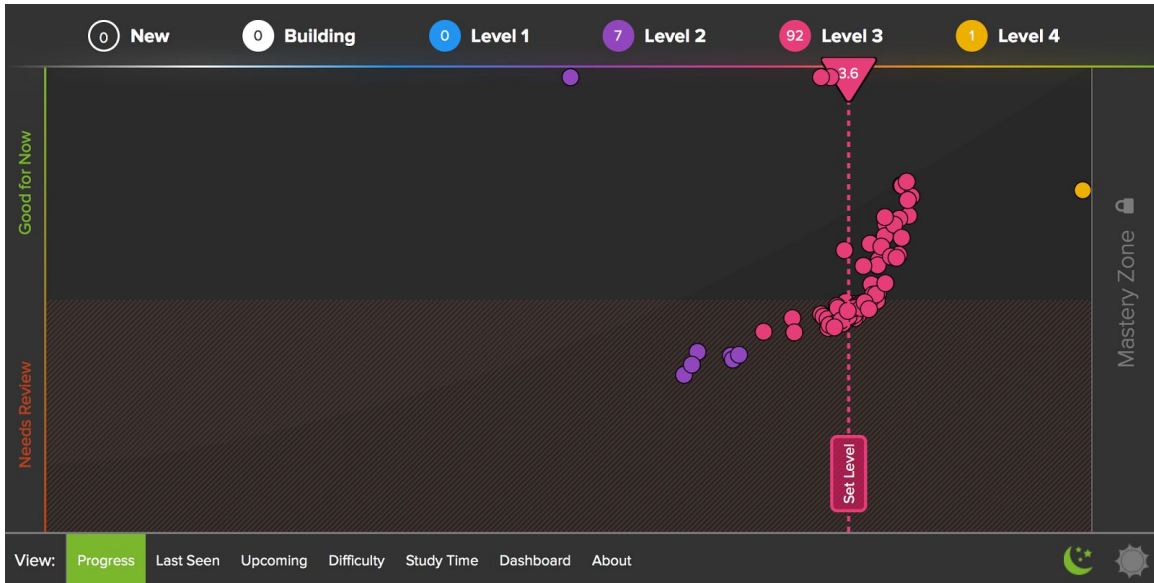 0 New 0 Building 0 Level 1 7 Level 2 92 Level 3 1 Level 4
3.6
Good for Now
Needs Review
Mastery Zone
Set Level
View: Progress Last Seen Upcoming Difficulty Study Time Dashboard About